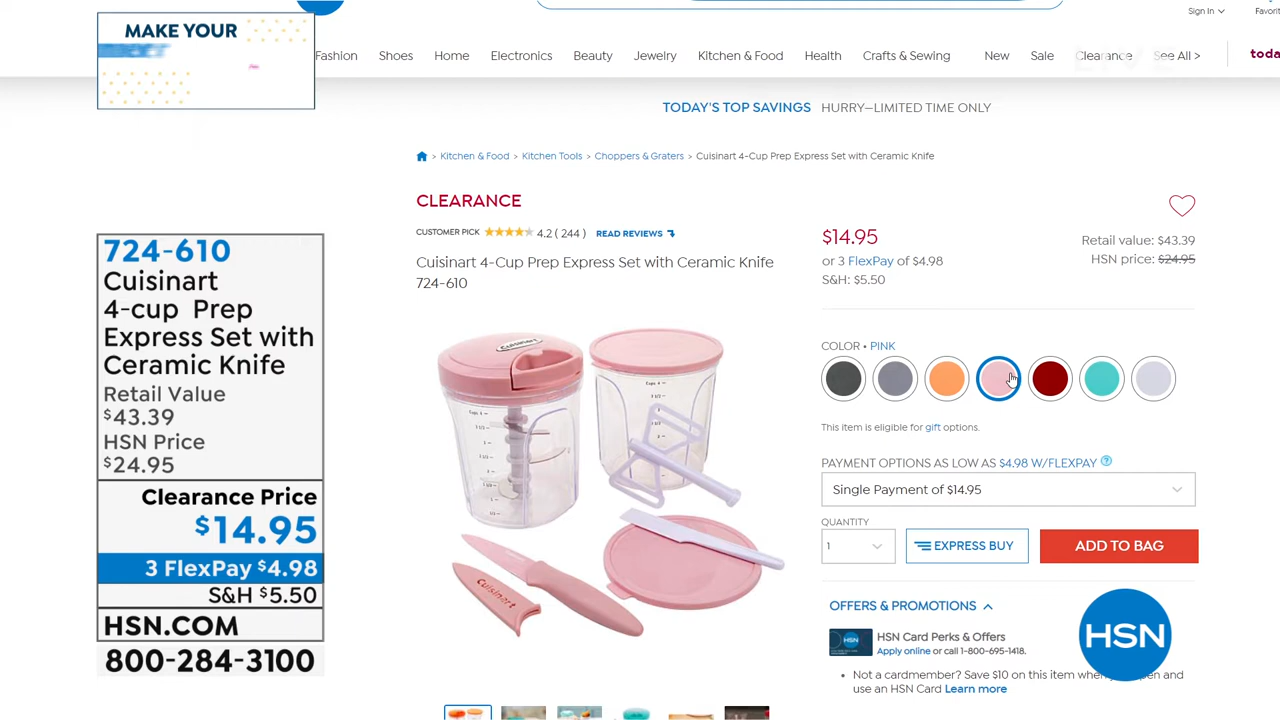 MAKE YOUR
Sign In
Favorit
Fashion Shoes Home Electronics Beauty Jewelry Kitchen & Food Health Crafts & Sewing New Sale Clearance See All > toda
TODAY'S TOP SAVINGS HURRY—LIMITED TIME ONLY
> Kitchen & Food > Kitchen Tools > Choppers & Graters > Cuisinart 4-Cup Prep Express Set with Ceramic Knife
724-610
Cuisinart
4-cup Prep
Express Set with
Ceramic Knife
Retail Value
$43.39
HSN Price
$24.95
Clearance Price
$14.95
3 FlexPay $4.98
S&H $5.50
HSN.COM
800-284-3100
CLEARANCE
CUSTOMER PICK 4.2 ( 244 ) READ REVIEWS
Cuisinart 4-Cup Prep Express Set with Ceramic Knife
724-610
Cuisinart
Cuisinart
$14.95
or 3 FlexPay of $4.98
S&H: $5.50
Retail value: $43.39
HSN price: $24.95
COLOR • PINK
This item is eligible for gift options.
PAYMENT OPTIONS AS LOW AS $4.98 W/FLEXPAY ?
Single Payment of $14.95
QUANTITY
1
EXPRESS BUY
ADD TO BAG
OFFERS & PROMOTIONS
HSN
HSN Card Perks & Offers
Apply online or call 1-800-695-1418.
• Not a cardmember? Save $10 on this item when en and
use an HSN Card Learn more
HSN